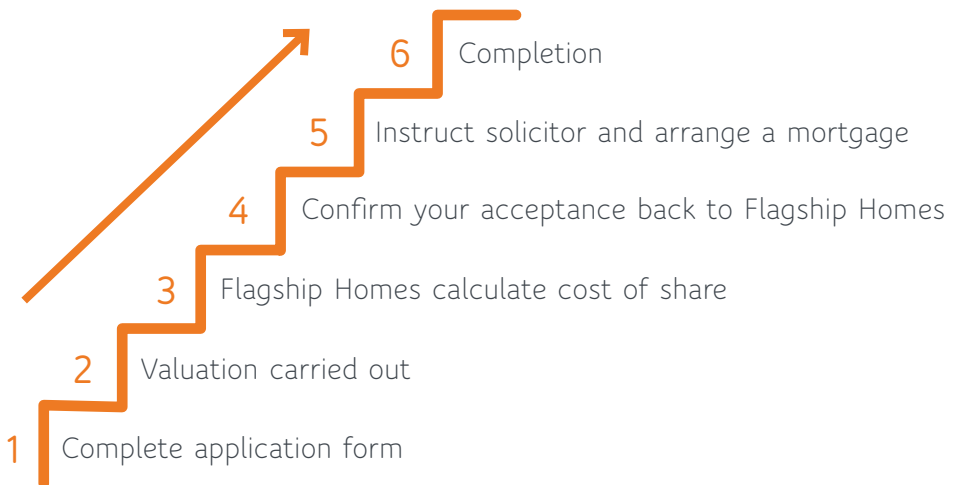 6 Completion
5 Instruct solicitor and arrange a mortgage
4 Confirm your acceptance back to Flagship Homes
3 Flagship Homes calculate cost of share
2 Valuation carried out
1 Complete application form